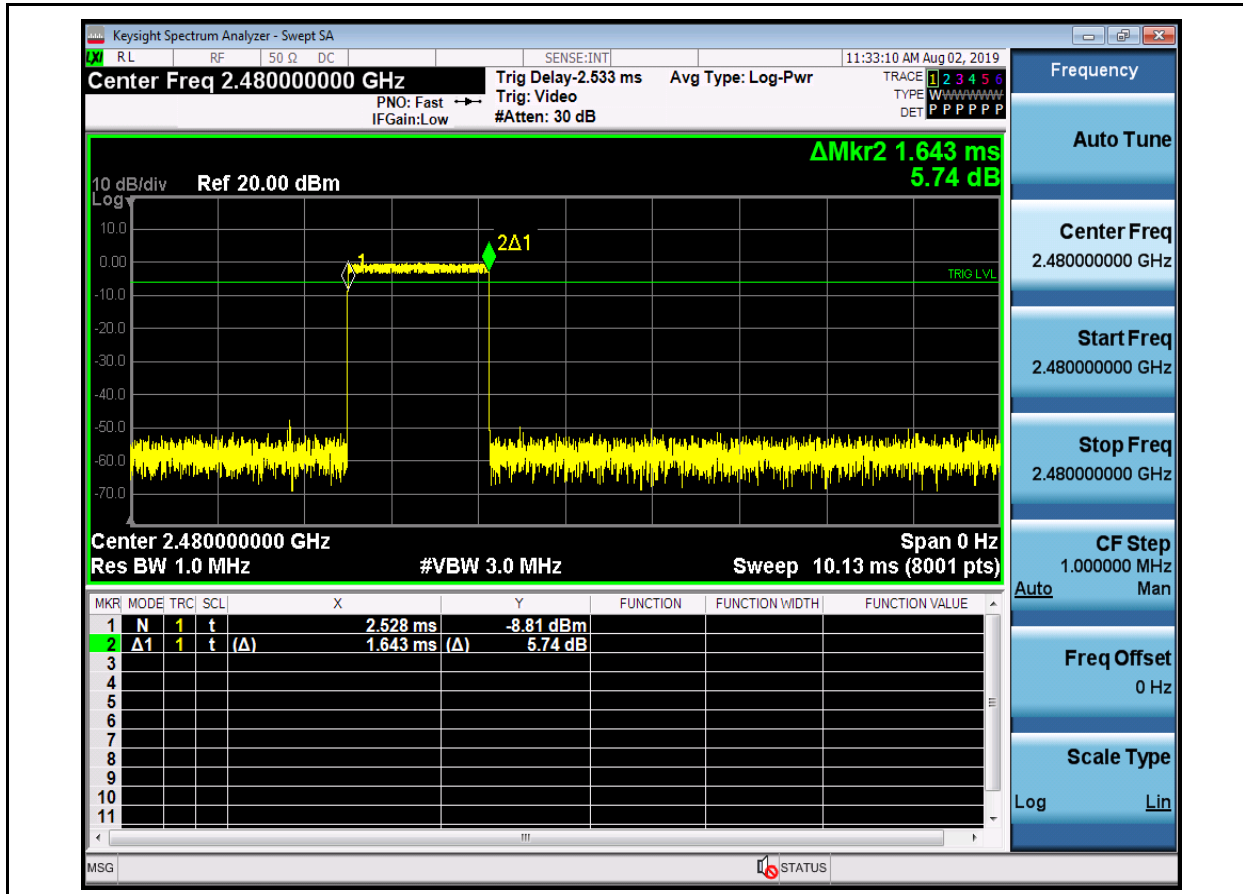 Keysight Spectrum Analyzer - Swept SA
LXI RL RF 50 Ω DC SENSE:INT 11:33:10 AM Aug 02, 2019
Center Freq 2.480000000 GHz
PNO: Fast
IFGain:Low
Trig Delay-2.533 ms
Trig: Video
#Atten: 30 dB
Avg Type: Log-Pwr
TRACE 1 2 3 4 5 6
TYPE WWWWWW
DET P P P P P P
ΔMkr2 1.643 ms
5.74 dB
10 dB/div Ref 20.00 dBm
Log
10.0
0.00
-10.0
-20.0
-30.0
-40.0
-50.0
-60.0
-70.0
1
2Δ1
TRIG LVL
Center 2.480000000 GHz Span 0 Hz
Res BW 1.0 MHz #VBW 3.0 MHz Sweep 10.13 ms (8001 pts)
MKR MODE TRC SCL X Y FUNCTION FUNCTION WIDTH FUNCTION VALUE
1 N 1 t 2.528 ms -8.81 dBm
2 Δ1 1 t (Δ) 1.643 ms (Δ) 5.74 dB
3
4
5
6
7
8
9
10
11
MSG STATUS
Frequency
Auto Tune
Center Freq
2.480000000 GHz
Start Freq
2.480000000 GHz
Stop Freq
2.480000000 GHz
CF Step
1.000000 MHz
Auto Man
Freq Offset
0 Hz
Scale Type
Log Lin